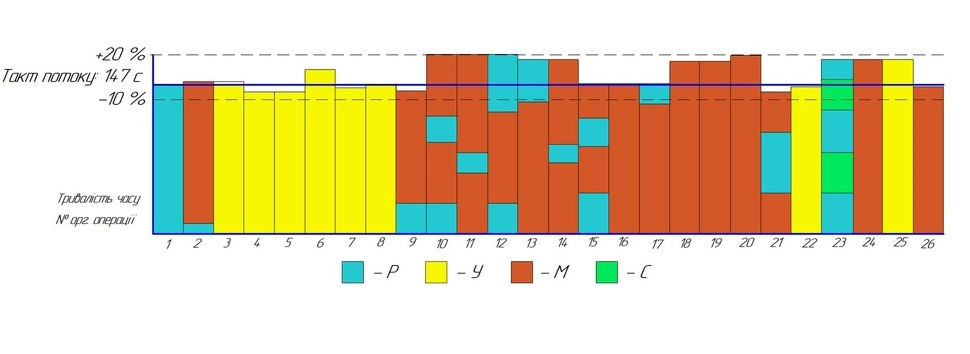 +20 %
Такт потоку: 147 с
-10 %
Тривалість часу
№ орг. операції
1 2 3 4 5 6 7 8 9 10 11 12 13 14 15 16 17 18 19 20 21 22 23 24 25 26
- Р - У - М - С